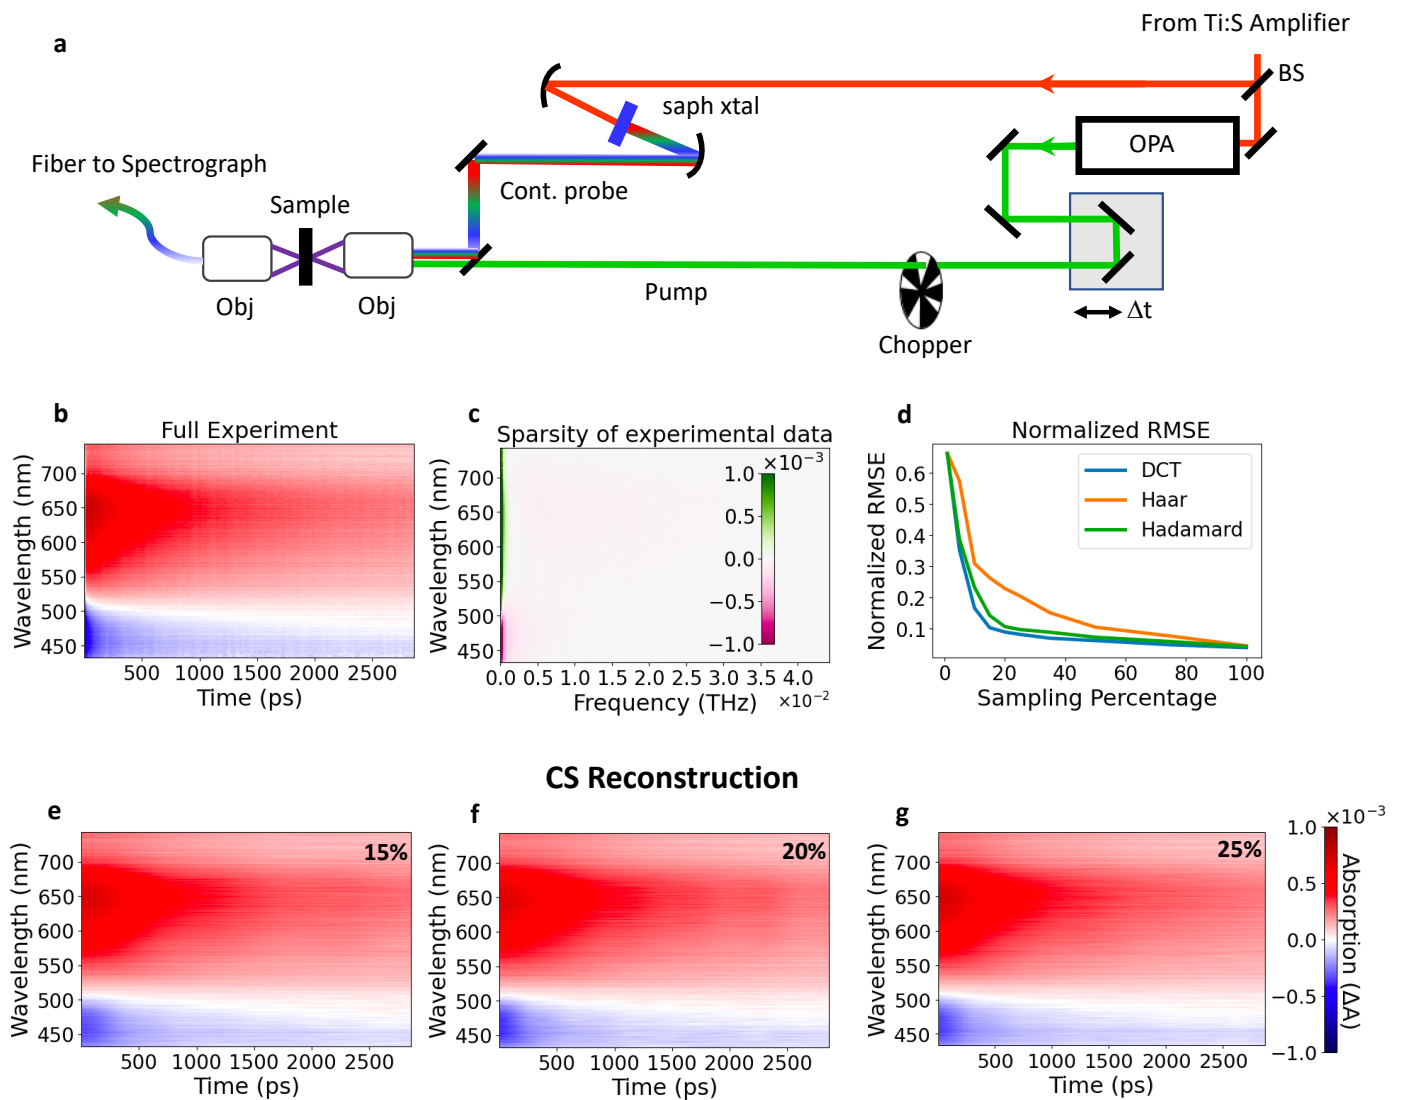 a
From Ti:S Amplifier
BS
saph xtal
OPA
Fiber to Spectrograph
Cont. probe
Sample
Obj
Obj
Pump
Chopper
Δt
b
Full Experiment
Wavelength (nm)
700
650
600
550
500
450
500 1000 1500 2000 2500
Time (ps)
c
Sparsity of experimental data
Wavelength (nm)
700
650
600
550
500
450
×10⁻³
1.0
0.5
0.0
−0.5
−1.0
0.0 0.5 1.0 1.5 2.0 2.5 3.0 3.5 4.0
Frequency (THz) ×10⁻²
d
Normalized RMSE
Normalized RMSE
0.6
0.5
0.4
0.3
0.2
0.1
DCT
Haar
Hadamard
0 20 40 60 80 100
Sampling Percentage
CS Reconstruction
e
15%
Wavelength (nm)
700
650
600
550
500
450
500 1000 1500 2000 2500
Time (ps)
f
20%
Wavelength (nm)
700
650
600
550
500
450
500 1000 1500 2000 2500
Time (ps)
g
25%
Wavelength (nm)
700
650
600
550
500
450
500 1000 1500 2000 2500
Time (ps)
×10⁻³
1.0
0.5
0.0
−0.5
−1.0
Absorption (ΔA)